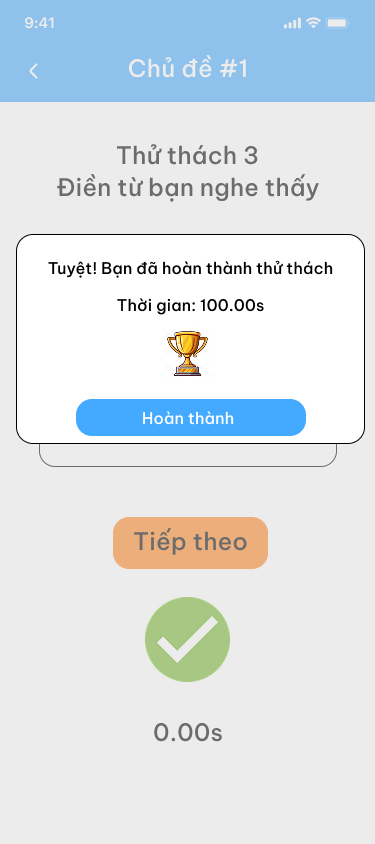 9:41
Chủ đề #1
Thử thách 3
Điền từ bạn nghe thấy
Tuyệt! Bạn đã hoàn thành thử thách
Thời gian: 100.00s
Hoàn thành
Tiếp theo
0.00s